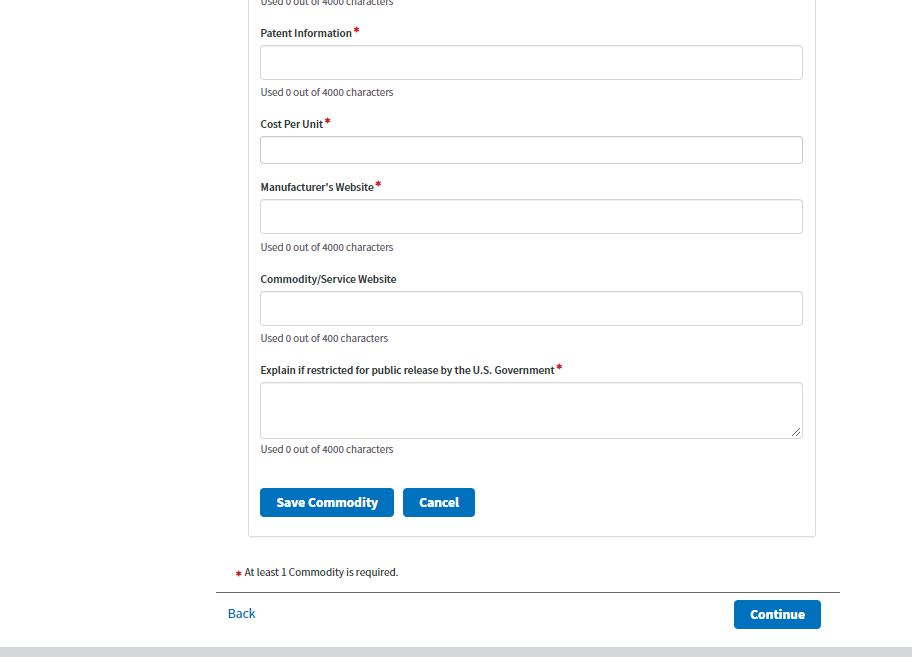 Used 0 out of 4000 characters
Patent Information *
Used 0 out of 4000 characters
Cost Per Unit *
Manufacturer's Website *
Used 0 out of 4000 characters
Commodity/Service Website
Used 0 out of 400 characters
Explain if restricted for public release by the U.S. Government *
Used 0 out of 4000 characters
Save Commodity Cancel
* At least 1 Commodity is required.
Back Continue